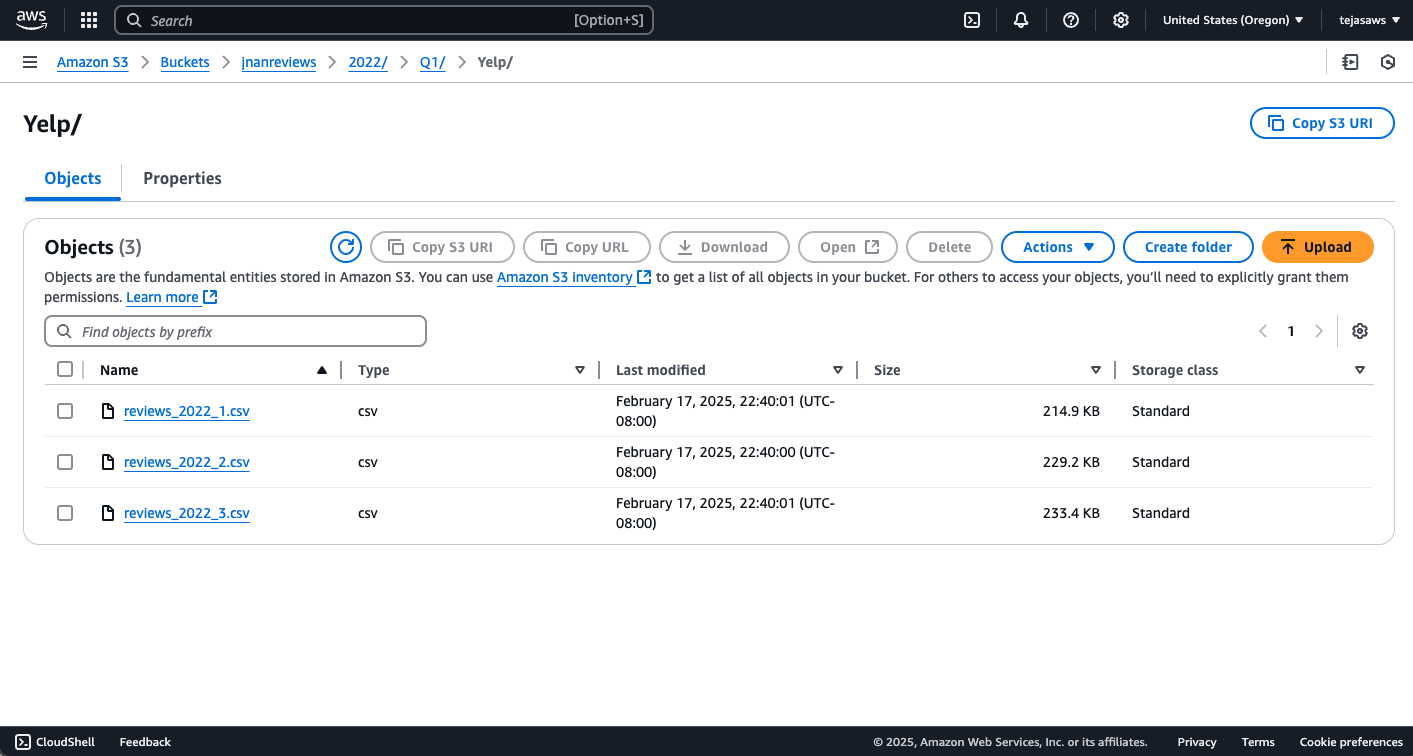 aws
Search
[Option+S]
United States (Oregon)
tejasaws
Amazon S3 > Buckets > jnanreviews > 2022/ > Q1/ > Yelp/
Yelp/
Copy S3 URI
Objects
Properties
Objects (3)
Copy S3 URI
Copy URL
Download
Open
Delete
Actions
Create folder
Upload
Objects are the fundamental entities stored in Amazon S3. You can use Amazon S3 inventory to get a list of all objects in your bucket. For others to access your objects, you'll need to explicitly grant them
permissions. Learn more
Find objects by prefix
1
Name Type Last modified Size Storage class
reviews_2022_1.csv csv February 17, 2025, 22:40:01 (UTC-
08:00) 214.9 KB Standard
reviews_2022_2.csv csv February 17, 2025, 22:40:00 (UTC-
08:00) 229.2 KB Standard
reviews_2022_3.csv csv February 17, 2025, 22:40:01 (UTC-
08:00) 233.4 KB Standard
CloudShell
Feedback
© 2025, Amazon Web Services, Inc. or its affiliates.
Privacy
Terms
Cookie preferences